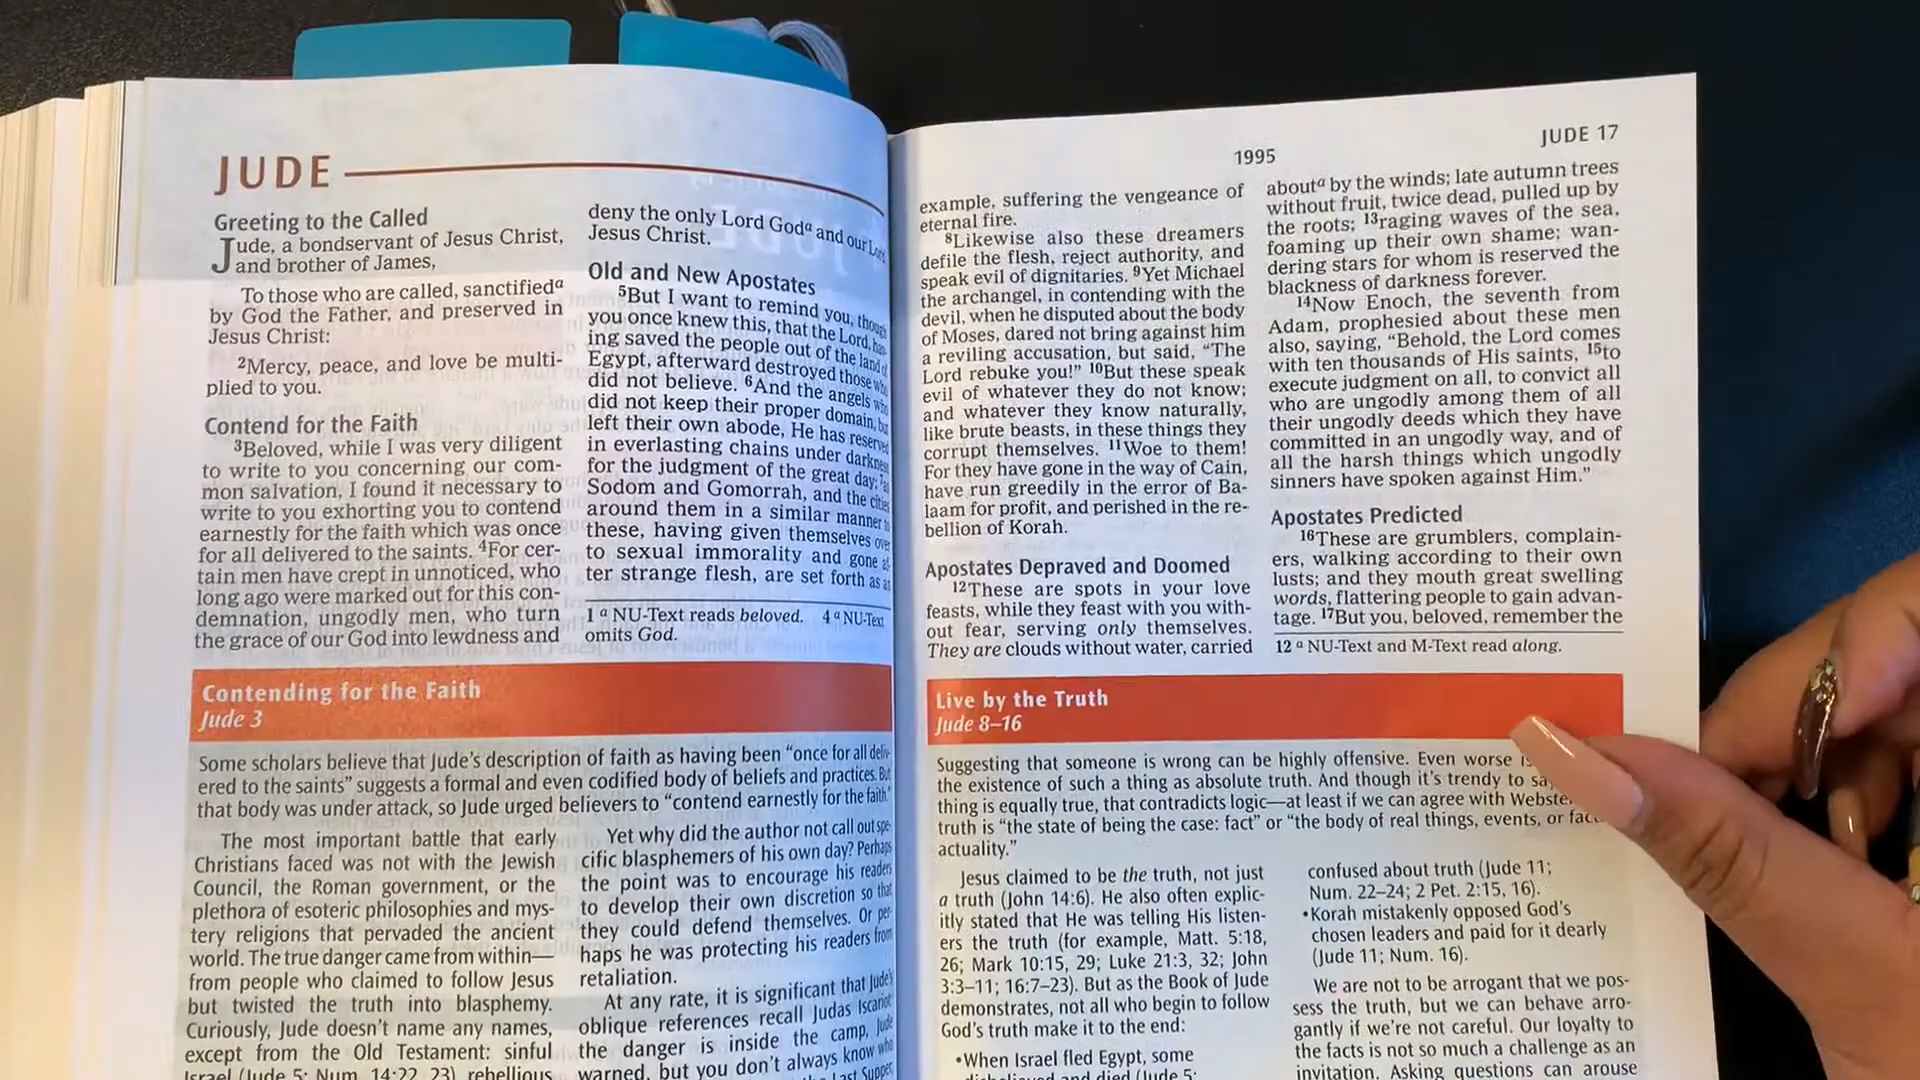 JUDE
Greeting to the Called
Jude, a bondservant of Jesus Christ,
and brother of James,
To those who are called, sanctifiedᵃ
by God the Father, and preserved in
Jesus Christ:
²Mercy, peace, and love be multi-
plied to you.
Contend for the Faith
³Beloved, while I was very diligent
to write to you concerning our com-
mon salvation, I found it necessary to
write to you exhorting you to contend
earnestly for the faith which was once
for all delivered to the saints. ⁴For cer-
tain men have crept in unnoticed, who
long ago were marked out for this con-
demnation, ungodly men, who turn
the grace of our God into lewdness and
deny the only Lord Godᵃ and our Lord
Jesus Christ.
Old and New Apostates
⁵But I want to remind you, though
you once knew this, that the Lord, hav-
ing saved the people out of the land of
Egypt, afterward destroyed those who
did not believe. ⁶And the angels who
did not keep their proper domain, but
left their own abode, He has reserved
in everlasting chains under darkness
for the judgment of the great day; ⁷as
Sodom and Gomorrah, and the cities
around them in a similar manner to
these, having given themselves over
to sexual immorality and gone af-
ter strange flesh, are set forth as an
1 ᵃ NU-Text reads beloved. 4 ᵃ NU-Text
omits God.
Contending for the Faith
Jude 3
Some scholars believe that Jude's description of faith as having been “once for all deliv-
ered to the saints” suggests a formal and even codified body of beliefs and practices. But
that body was under attack, so Jude urged believers to “contend earnestly for the faith.”
The most important battle that early
Christians faced was not with the Jewish
Council, the Roman government, or the
plethora of esoteric philosophies and mys-
tery religions that pervaded the ancient
world. The true danger came from within—
from people who claimed to follow Jesus
but twisted the truth into blasphemy.
Curiously, Jude doesn't name any names,
except from the Old Testament: sinful
Israel (Jude 5; Num. 14:22, 23), rebellious
Yet why did the author not call out spe-
cific blasphemers of his own day? Perhaps
the point was to encourage his readers
to develop their own discretion so that
they could defend themselves. Or per-
haps he was protecting his readers from
retaliation.
At any rate, it is significant that Jude's
oblique references recall Judas Iscariot
the danger is inside the camp, Jude
warned, but you don't always know who
Last Supper
1995
JUDE 17
example, suffering the vengeance of
eternal fire.
⁸Likewise also these dreamers
defile the flesh, reject authority, and
speak evil of dignitaries. ⁹Yet Michael
the archangel, in contending with the
devil, when he disputed about the body
of Moses, dared not bring against him
a reviling accusation, but said, “The
Lord rebuke you!” ¹⁰But these speak
evil of whatever they do not know;
and whatever they know naturally,
like brute beasts, in these things they
corrupt themselves. ¹¹Woe to them!
For they have gone in the way of Cain,
have run greedily in the error of Ba-
laam for profit, and perished in the re-
bellion of Korah.
Apostates Depraved and Doomed
¹²These are spots in your love
feasts, while they feast with you with-
out fear, serving only themselves.
They are clouds without water, carried
aboutᵃ by the winds; late autumn trees
without fruit, twice dead, pulled up by
the roots; ¹³raging waves of the sea,
foaming up their own shame; wan-
dering stars for whom is reserved the
blackness of darkness forever.
¹⁴Now Enoch, the seventh from
Adam, prophesied about these men
also, saying, “Behold, the Lord comes
with ten thousands of His saints, ¹⁵to
execute judgment on all, to convict all
who are ungodly among them of all
their ungodly deeds which they have
committed in an ungodly way, and of
all the harsh things which ungodly
sinners have spoken against Him.”
Apostates Predicted
¹⁶These are grumblers, complain-
ers, walking according to their own
lusts; and they mouth great swelling
words, flattering people to gain advan-
tage. ¹⁷But you, beloved, remember the
12 ᵃ NU-Text and M-Text read along.
Live by the Truth
Jude 8–16
Suggesting that someone is wrong can be highly offensive. Even worse
the existence of such a thing as absolute truth. And though it's trendy to
thing is equally true, that contradicts logic—at least if we can agree with
truth is “the state of being the case: fact” or “the body of real things, events, or
actuality.”
Jesus claimed to be the truth, not just
a truth (John 14:6). He also often explic-
itly stated that He was telling His listen-
ers the truth (for example, Matt. 5:18,
26; Mark 10:15, 29; Luke 21:3, 32; John
3:3–11; 16:7–23). But as the Book of Jude
demonstrates, not all who begin to follow
God's truth make it to the end:
•When Israel fled Egypt, some
disbelieved and died (Jude 5;
confused about truth (Jude 11;
Num. 22–24; 2 Pet. 2:15, 16).
•Korah mistakenly opposed God's
chosen leaders and paid for it dearly
(Jude 11; Num. 16).
We are not to be arrogant that we pos-
sess the truth, but we can behave arro-
gantly if we're not careful. Our loyalty to
the facts is not so much a challenge as an
invitation. Asking questions can arouse